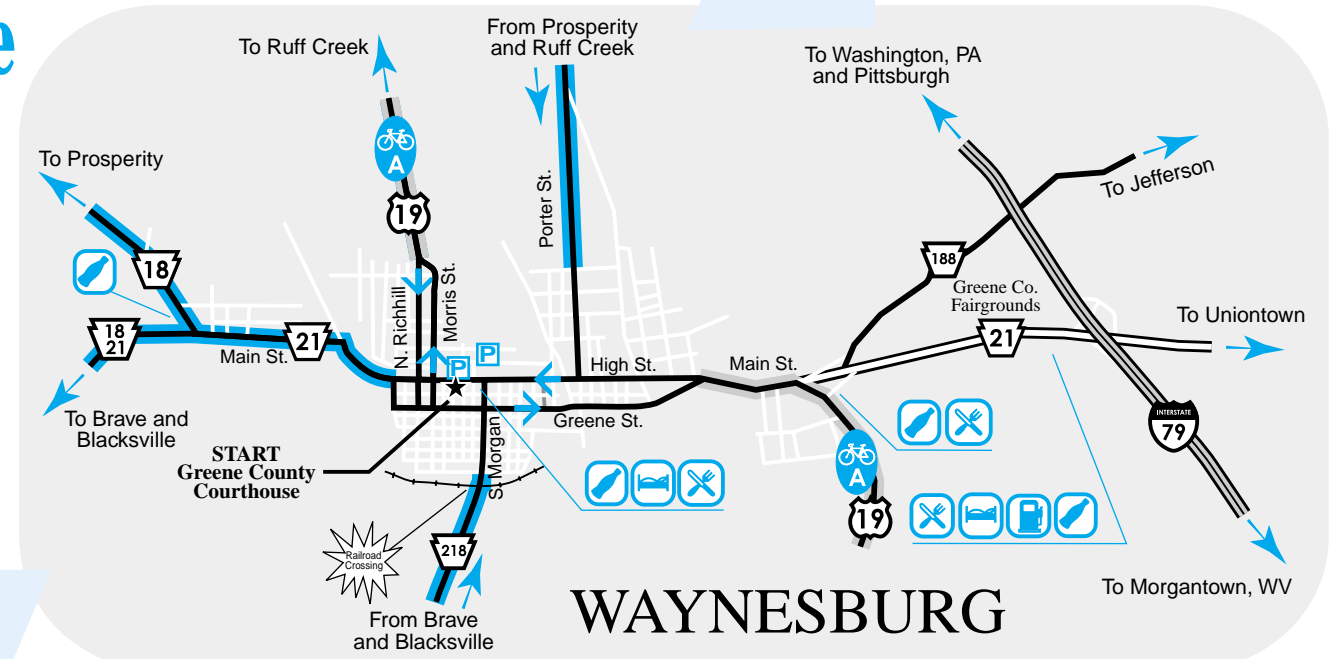 e
From Prosperity
and Ruff Creek
To Ruff Creek
To Washington, PA
and Pittsburgh
To Prosperity
A
To Jefferson
19
Porter St.
18
188
Greene Co.
Fairgrounds
N. Richill
Morris St.
To Uniontown
18
21
21
21
Main St.
P
P
High St.
Main St.
To Brave and
Blacksville
Greene St.
INTERSTATE
79
START
Greene County
Courthouse
S. Morgan
A
19
Railroad
Crossing
218
To Morgantown, WV
From Brave
and Blacksville
WAYNESBURG